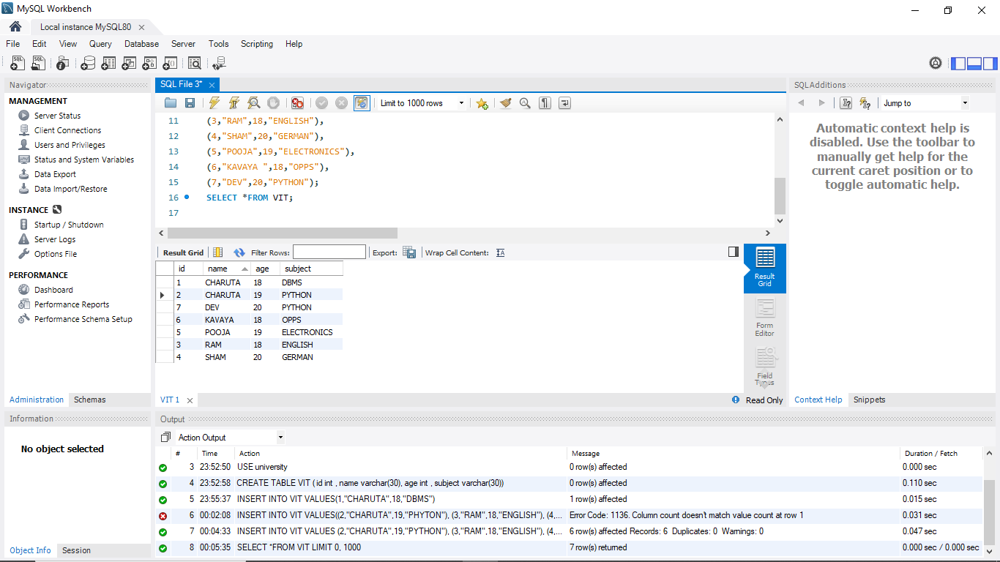 MySQL Workbench
Local instance MySQL80
File Edit View Query Database Server Tools Scripting Help
Navigator
MANAGEMENT
Server Status
Client Connections
Users and Privileges
Status and System Variables
Data Export
Data Import/Restore
INSTANCE
Startup / Shutdown
Server Logs
Options File
PERFORMANCE
Dashboard
Performance Reports
Performance Schema Setup
Administration Schemas
Information
No object selected
Object Info Session
SQL File 3*
Limit to 1000 rows
11 (3,"RAM",18,"ENGLISH"),
12 (4,"SHAM",20,"GERMAN"),
13 (5,"POOJA",19,"ELECTRONICS"),
14 (6,"KAVAYA ",18,"OPPS"),
15 (7,"DEV",20,"PYTHON");
16 SELECT *FROM VIT;
17
Result Grid Filter Rows: Export: Wrap Cell Content:
id name age subject
1 CHARUTA 18 DBMS
2 CHARUTA 19 PYTHON
7 DEV 20 PYTHON
6 KAVAYA 18 OPPS
5 POOJA 19 ELECTRONICS
3 RAM 18 ENGLISH
4 SHAM 20 GERMAN
Result
Grid
Form
Editor
Field
Types
VIT 1 Read Only
SQLAdditions
Jump to
Automatic context help is
disabled. Use the toolbar to
manually get help for the
current caret position or to
toggle automatic help.
Context Help Snippets
Output
Action Output
# Time Action Message Duration / Fetch
3 23:52:50 USE university 0 row(s) affected 0.000 sec
4 23:52:58 CREATE TABLE VIT ( id int , name varchar(30), age int , subject varchar(30)) 0 row(s) affected 0.110 sec
5 23:55:37 INSERT INTO VIT VALUES(1,"CHARUTA",18,"DBMS") 1 row(s) affected 0.015 sec
6 00:02:08 INSERT INTO VIT VALUES((2,"CHARUTA",19,"PHYTON"), (3,"RAM",18,"ENGLISH"), (4,... Error Code: 1136. Column count doesn't match value count at row 1 0.031 sec
7 00:04:33 INSERT INTO VIT VALUES (2,"CHARUTA",19,"PYTHON"), (3,"RAM",18,"ENGLISH"), (4,... 6 row(s) affected Records: 6 Duplicates: 0 Warnings: 0 0.047 sec
8 00:05:35 SELECT *FROM VIT LIMIT 0, 1000 7 row(s) returned 0.000 sec / 0.000 sec